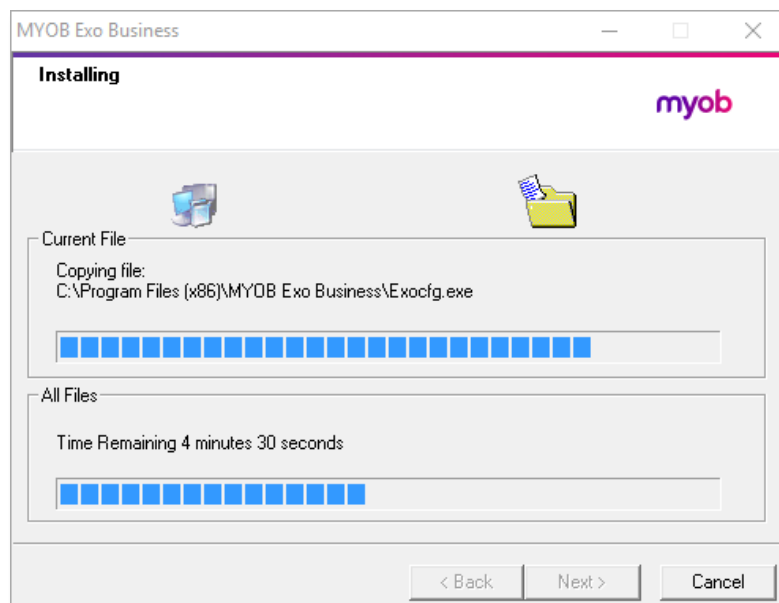 MYOB Exo Business
Installing
myob
Current File
Copying file:
C:\Program Files (x86)\MYOB Exo Business\Exocfg.exe
All Files
Time Remaining 4 minutes 30 seconds
< Back Next > Cancel